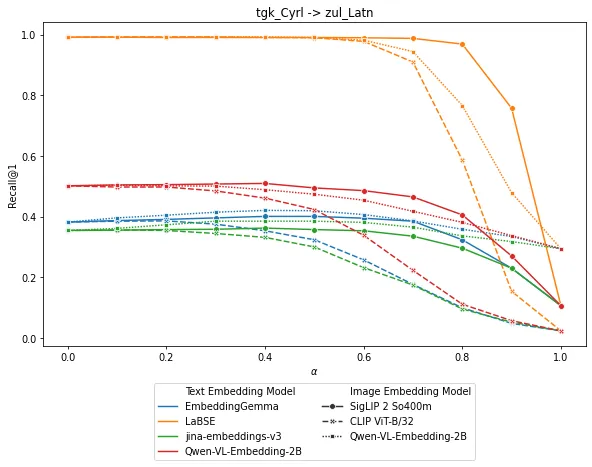 tgk_Cyrl -> zul_Latn
1.0
0.8
0.6
0.4
0.2
0.0
Recall@1
0.0 0.2 0.4 0.6 0.8 1.0
α
Text Embedding Model Image Embedding Model
EmbeddingGemma SigLIP 2 So400m
LaBSE CLIP ViT-B/32
jina-embeddings-v3 Qwen-VL-Embedding-2B
Qwen-VL-Embedding-2B